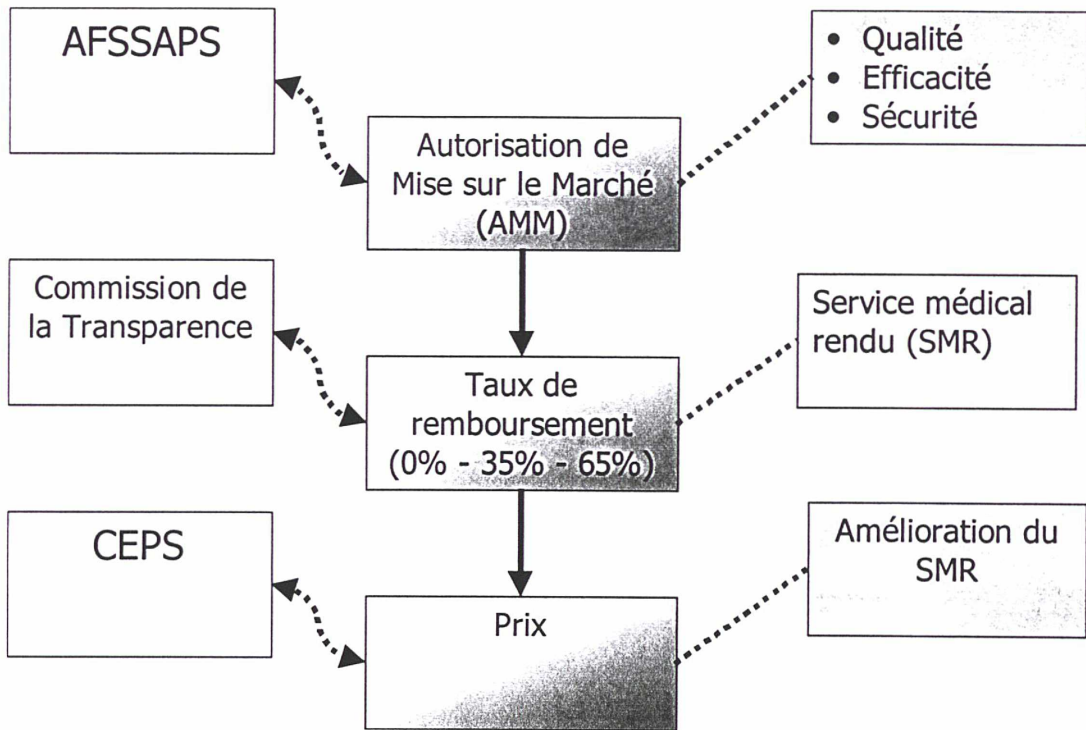 AFSSAPS
• Qualité
• Efficacité
• Sécurité
Autorisation de
Mise sur le Marché
(AMM)
Commission de
la Transparence
Service médical
rendu (SMR)
Taux de
remboursement
(0% - 35% - 65%)
CEPS
Amélioration du
SMR
Prix